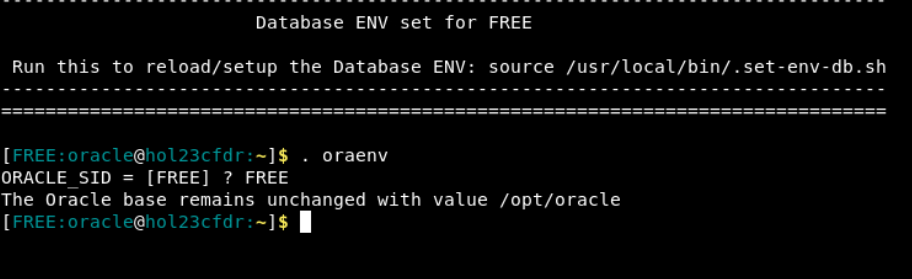 --------------------------------------------------------------------------------
Database ENV set for FREE
Run this to reload/setup the Database ENV: source /usr/local/bin/.set-env-db.sh
--------------------------------------------------------------------------------
================================================================================
[FREE:oracle@hol23cfdr:~]$ . oraenv
ORACLE_SID = [FREE] ? FREE
The Oracle base remains unchanged with value /opt/oracle
[FREE:oracle@hol23cfdr:~]$